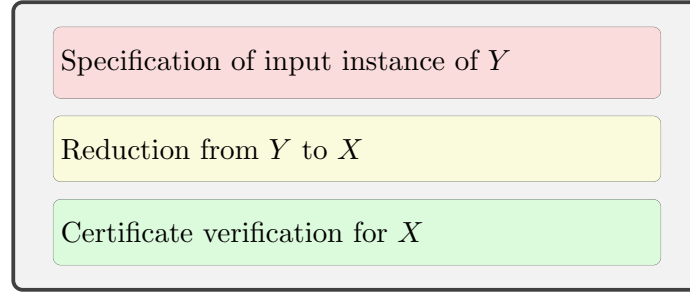 Specification of input instance of Y
Reduction from Y to X
Certificate verification for X